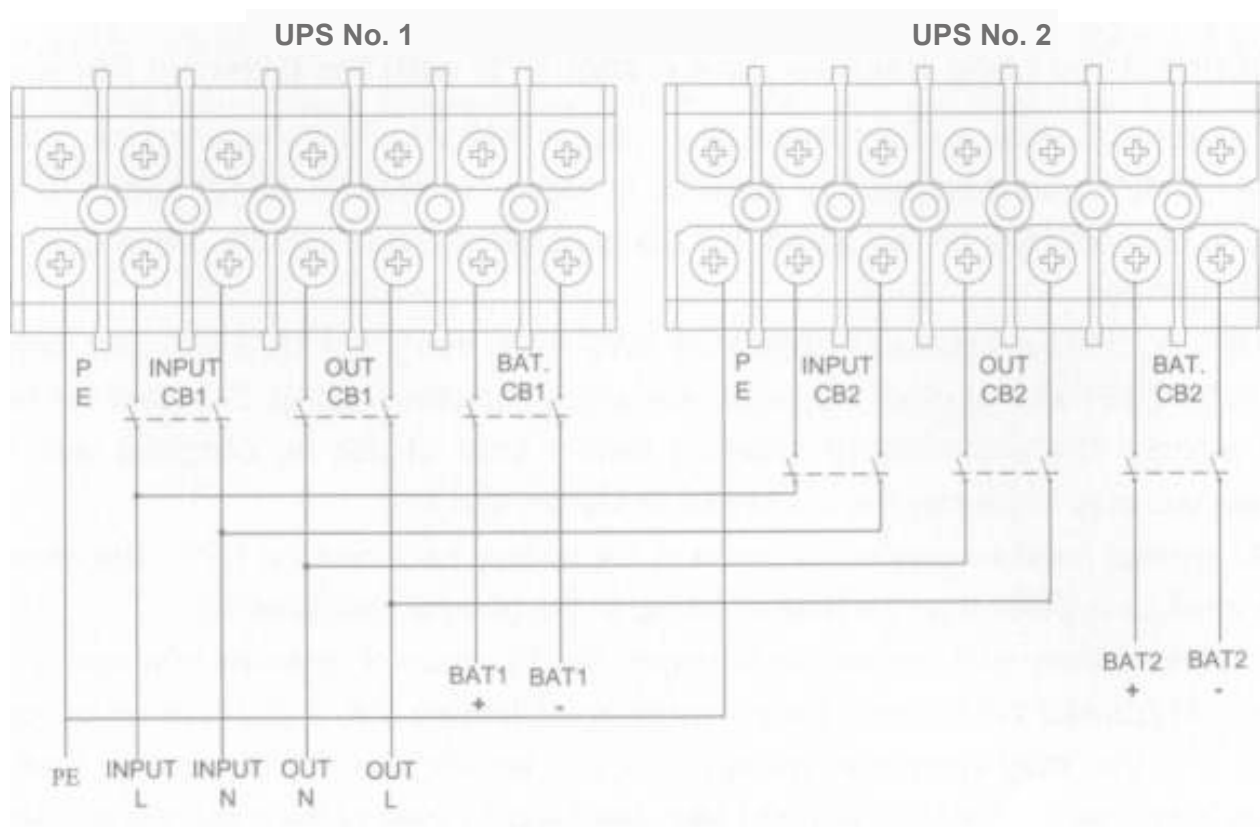 UPS No. 1
UPS No. 2
P
E
INPUT
CB1
OUT
CB1
BAT.
CB1
P
E
INPUT
CB2
OUT
CB2
BAT.
CB2
BAT1
+
BAT1
-
BAT2
+
BAT2
-
PE
INPUT
L
INPUT
N
OUT
N
OUT
L